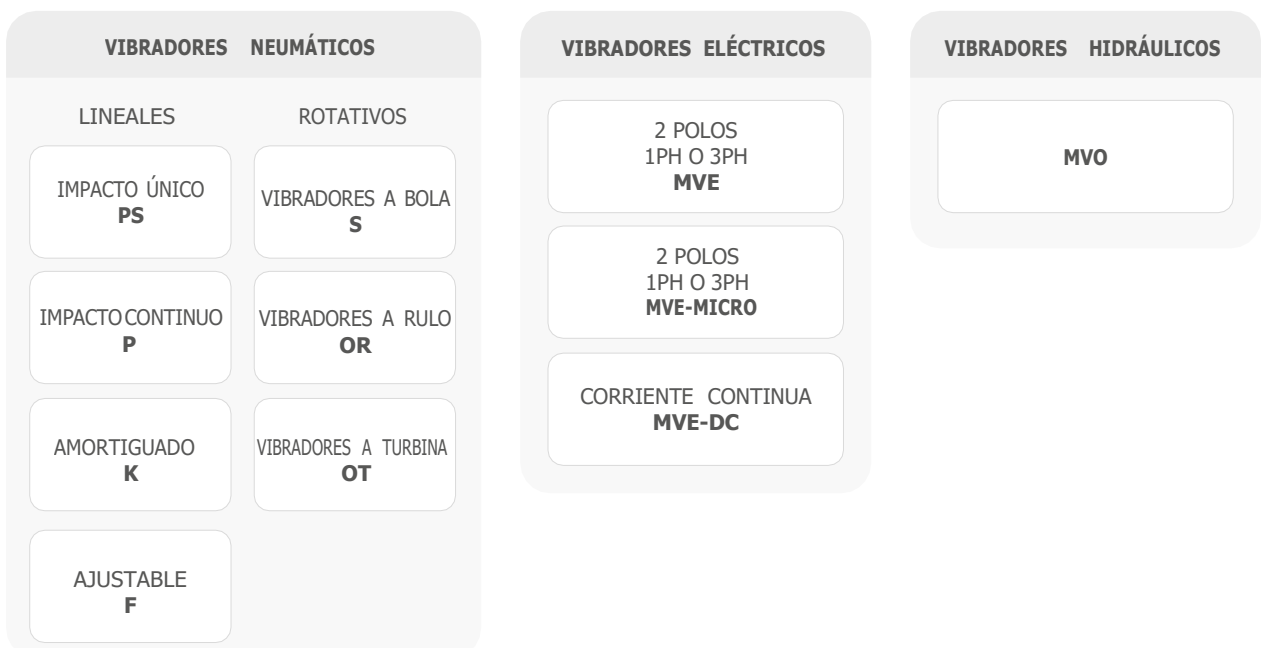 VIBRADORES NEUMÁTICOS
LINEALES
IMPACTO ÚNICO
PS
IMPACTO CONTINUO
P
AMORTIGUADO
K
AJUSTABLE
F
ROTATIVOS
VIBRADORES A BOLA
S
VIBRADORES A RULO
OR
VIBRADORES A TURBINA
OT
VIBRADORES ELÉCTRICOS
2 POLOS
1PH O 3PH
MVE
2 POLOS
1PH O 3PH
MVE-MICRO
CORRIENTE CONTINUA
MVE-DC
VIBRADORES HIDRÁULICOS
MVO